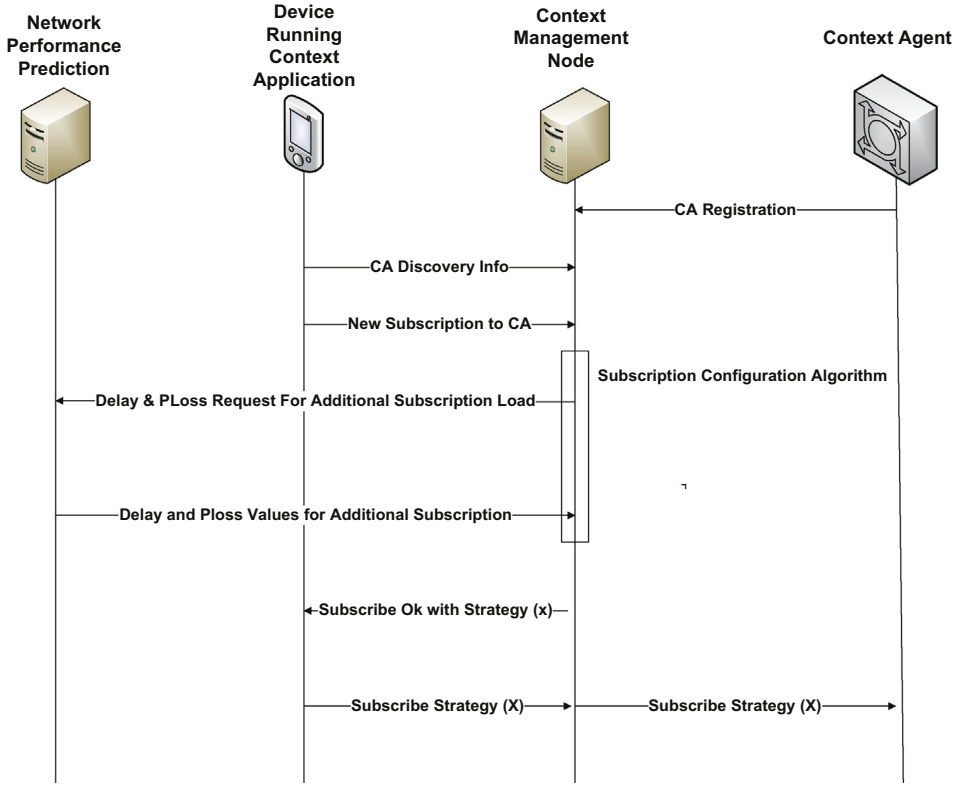 Network
Performance
Prediction
Device
Running
Context
Application
Context
Management
Node
Context Agent
CA Registration
CA Discovery Info
New Subscription to CA
Subscription Configuration Algorithm
Delay & PLoss Request For Additional Subscription Load
Delay and Ploss Values for Additional Subscription
Subscribe Ok with Strategy (x)
Subscribe Strategy (X)
Subscribe Strategy (X)